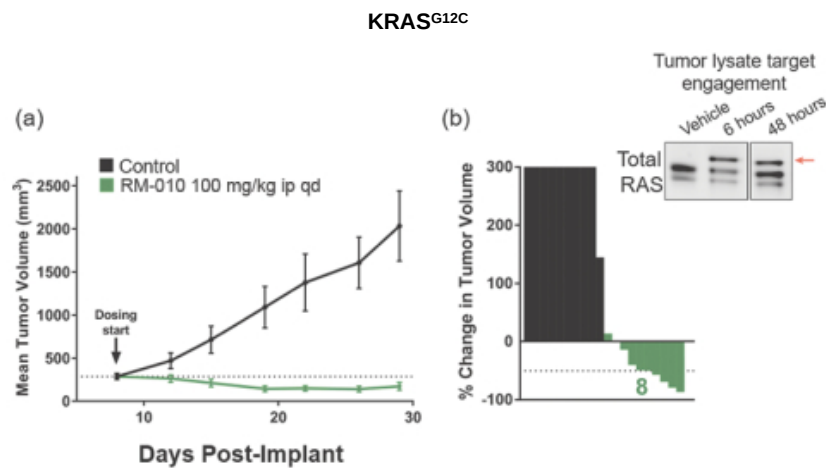 KRASG12C
Tumor lysate target
engagement
(a)
(b)
Vehicle
6 hours
48 hours
Total
RAS
Control
RM-010 100 mg/kg ip qd
Mean Tumor Volume (mm³)
2500
2000
1500
1000
500
0
Dosing
start
10
20
30
Days Post-Implant
% Change in Tumor Volume
300
200
100
0
-100
8